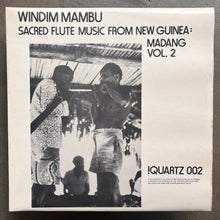 WINDIM MAMBU
SACRED FLUTE MUSIC FROM NEW GUINEA:
MADANG
VOL. 2
!QUARTZ 002